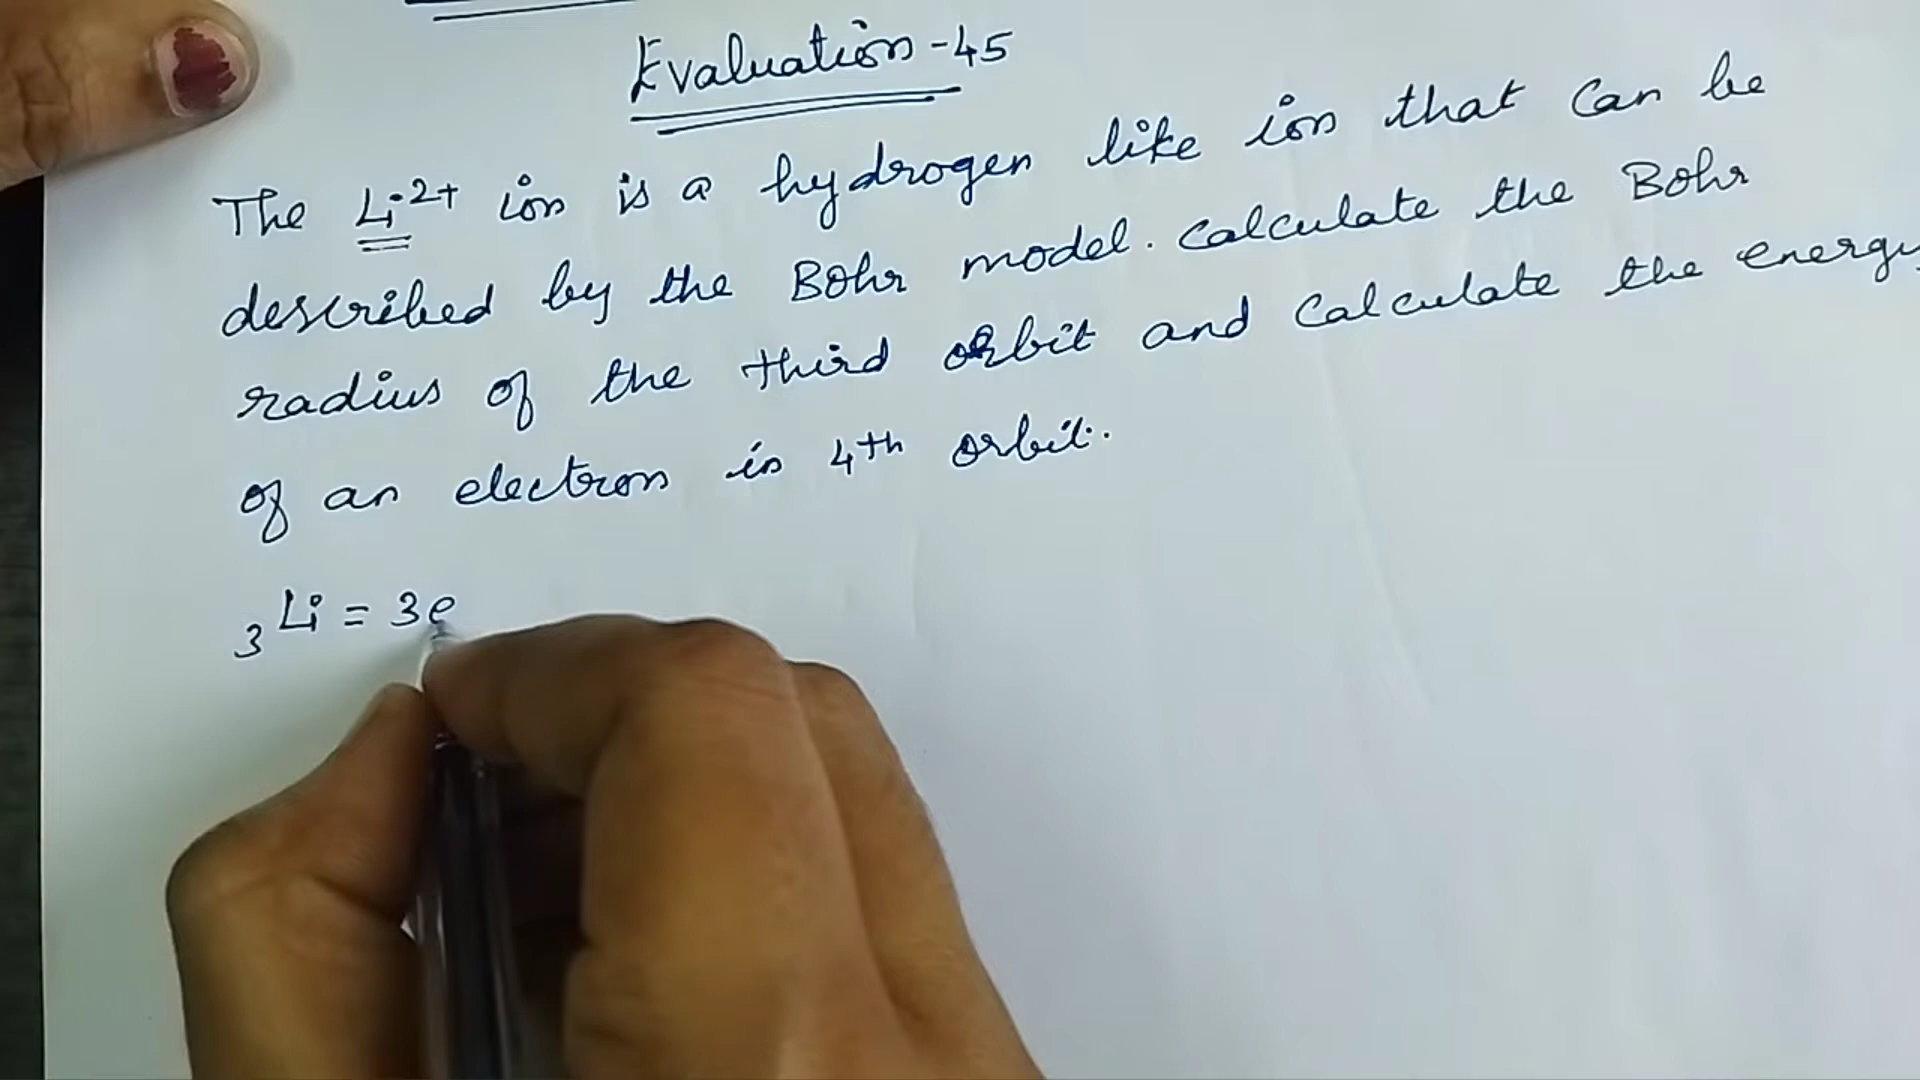 Evaluation-45
The Li2+ ion is a hydrogen like ion that can be
described by the Bohr model. Calculate the Bohr
radius of the third orbit and calculate the energy
of an electron in 4th orbit.
3Li = 3e